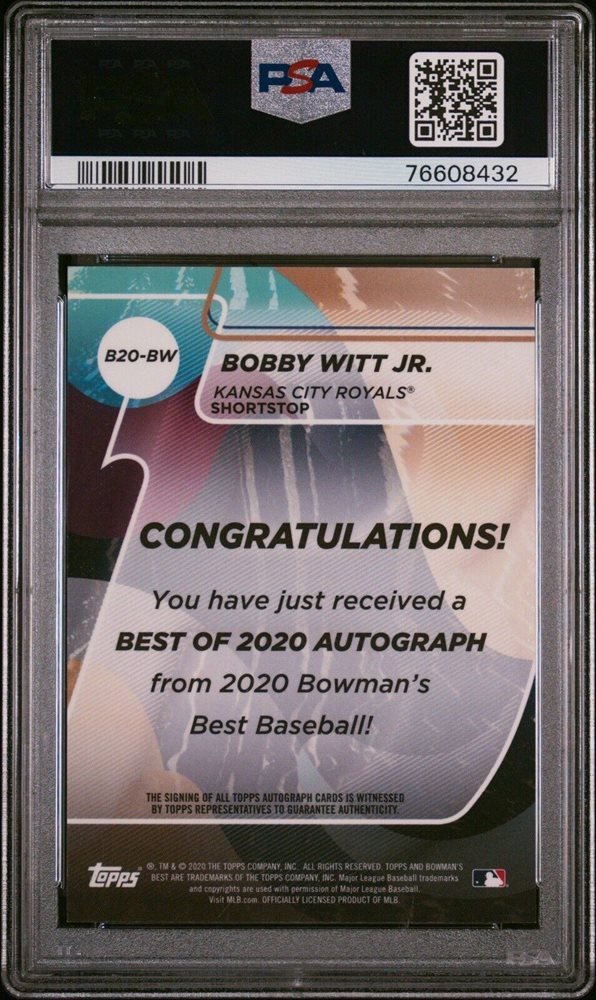 PSA
76608432
B20-BW
BOBBY WITT JR.
KANSAS CITY ROYALS®
SHORTSTOP
CONGRATULATIONS!
You have just received a
BEST OF 2020 AUTOGRAPH
from 2020 Bowman's
Best Baseball!
THE SIGNING OF ALL TOPPS AUTOGRAPH CARDS IS WITNESSED
BY TOPPS REPRESENTATIVES TO GUARANTEE AUTHENTICITY.
topps ®, TM & © 2020 THE TOPPS COMPANY, INC. ALL RIGHTS RESERVED. TOPPS AND BOWMAN'S
BEST ARE TRADEMARKS OF THE TOPPS COMPANY, INC. Major League Baseball trademarks
and copyrights are used with permission of Major League Baseball.
Visit MLB.com. OFFICIALLY LICENSED PRODUCT OF MLB.
PSA